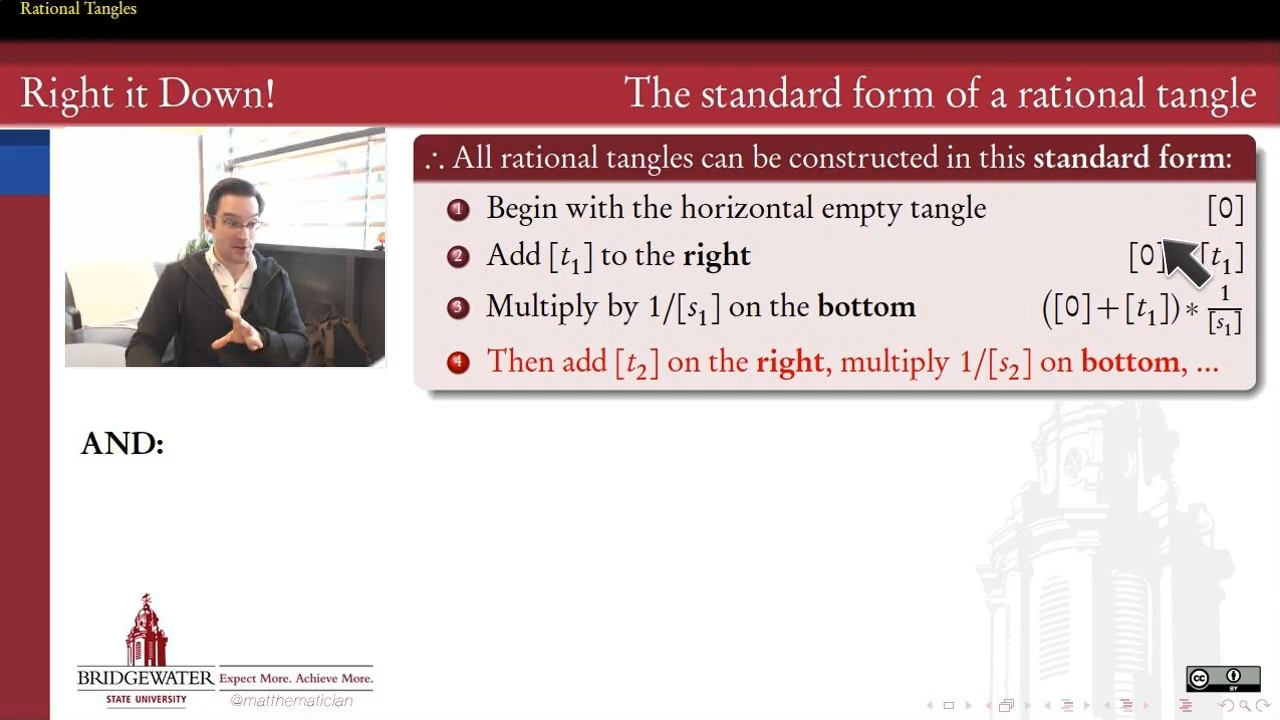 Rational Tangles
Right it Down!
The standard form of a rational tangle
∴ All rational tangles can be constructed in this standard form:
1 Begin with the horizontal empty tangle [0]
2 Add [t₁] to the right [0] [t₁]
3 Multiply by 1/[s₁] on the bottom ([0]+[t₁])∗1/[s₁]
4 Then add [t₂] on the right, multiply 1/[s₂] on bottom, ...
AND:
BRIDGEWATER
STATE UNIVERSITY
Expect More. Achieve More.
@matthematician
cc
BY